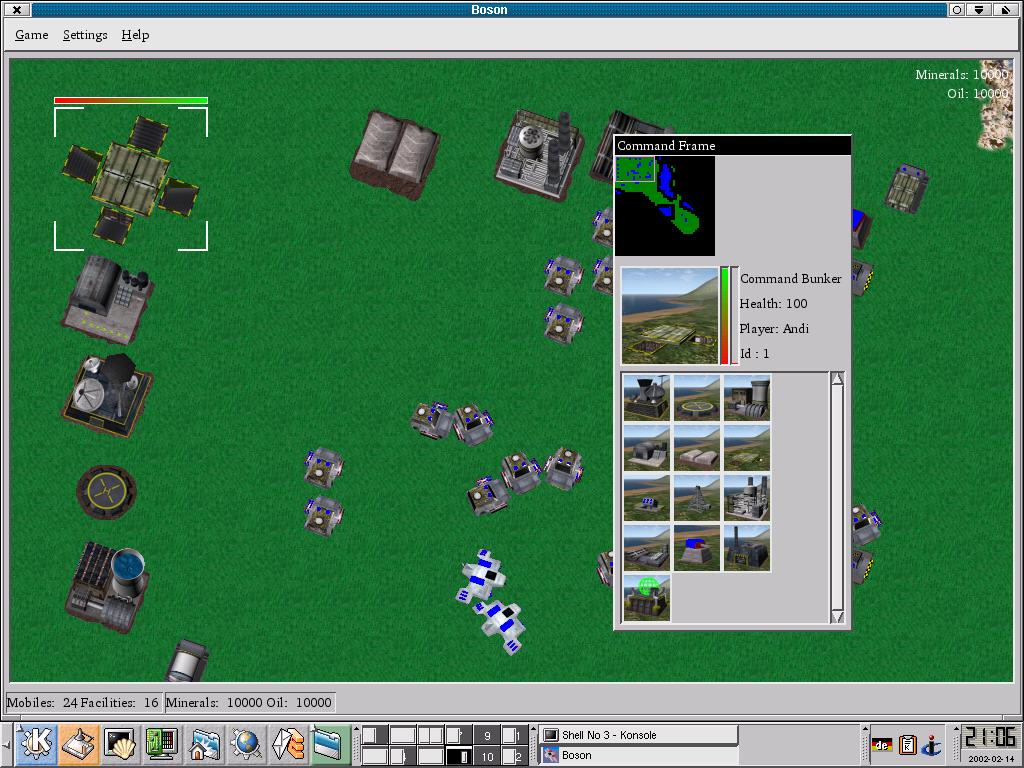 Boson
Game Settings Help
Minerals: 10000
Oil: 10000
Command Frame
Command Bunker
Health: 100
Player: Andi
Id : 1
Mobiles: 24 Facilities: 16 Minerals: 10000 Oil: 10000
9 1
10 2
Shell No 3 - Konsole
Boson
de
21:06
2002-02-14